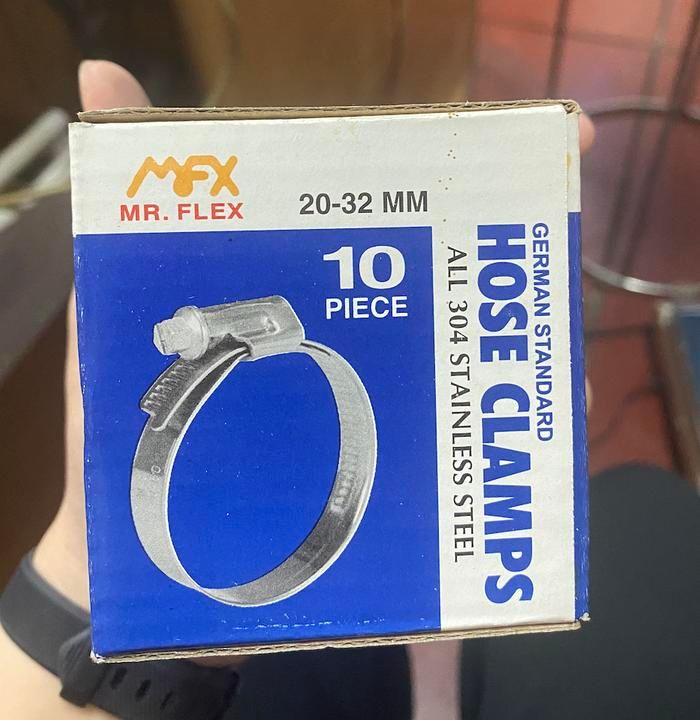 MFX
MR. FLEX
20-32 MM
10
PIECE
GERMAN STANDARD
HOSE CLAMPS
ALL 304 STAINLESS STEEL